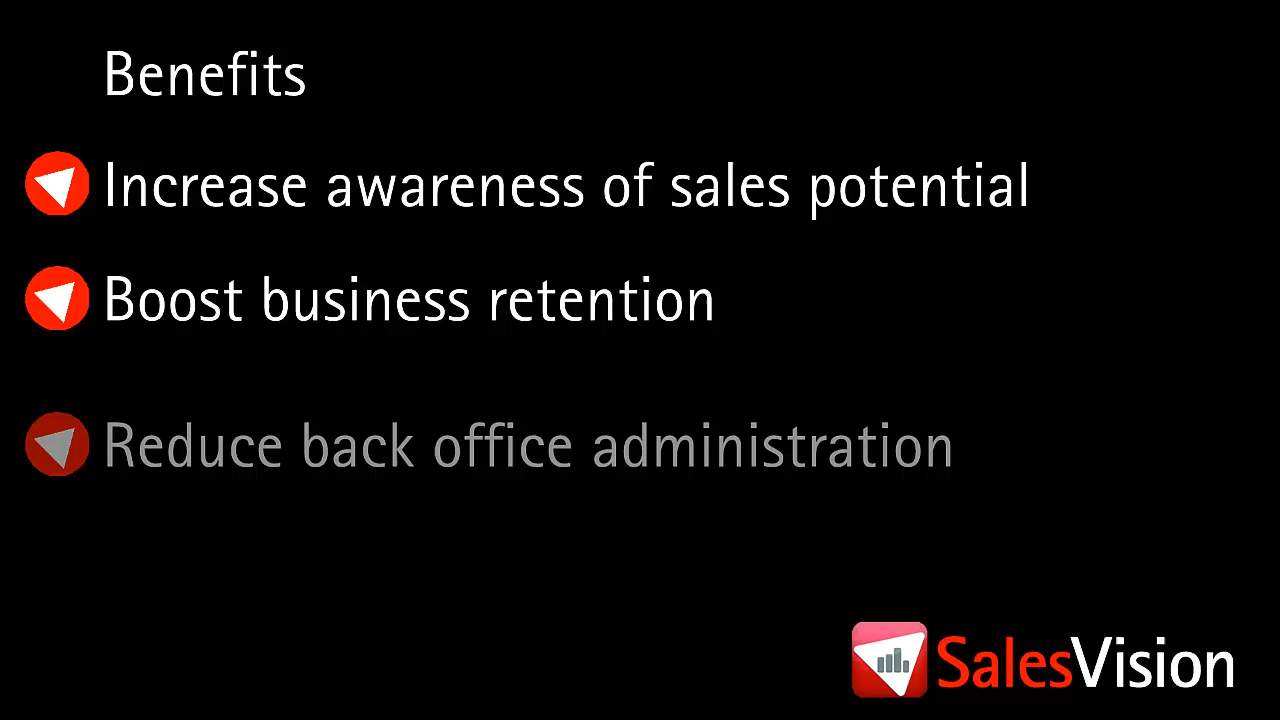 Benefits
Increase awareness of sales potential
Boost business retention
Reduce back office administration
SalesVision